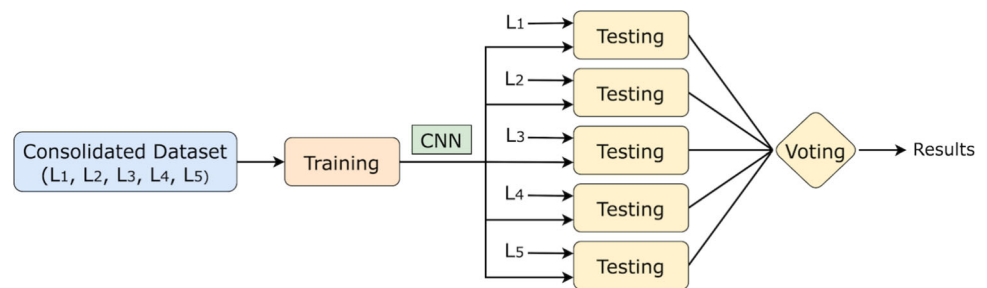 L1
Testing
L2
Testing
CNN
L3
Consolidated Dataset
(L1, L2, L3, L4, L5)
Training
Testing
Voting
Results
L4
Testing
L5
Testing